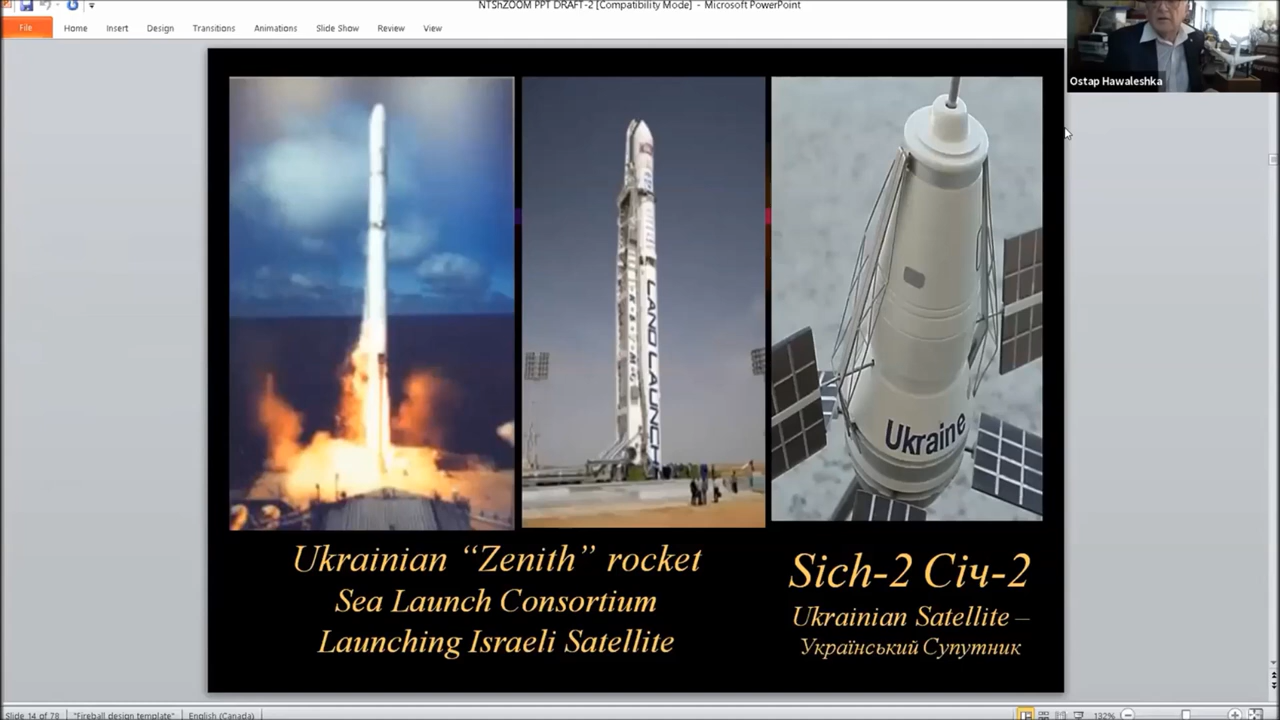 NTShZOOM PPT DRAFT-2 [Compatibility Mode] - Microsoft PowerPoint
File Home Insert Design Transitions Animations Slide Show Review View
Ostap Hawaleshka
LAND LAUNCH
Ukraine
Ukrainian “Zenith” rocket
Sea Launch Consortium
Launching Israeli Satellite
Sich-2 Січ-2
Ukrainian Satellite –
Український Супутник
Slide 14 of 78 "Fireball design template" English (Canada) 132%